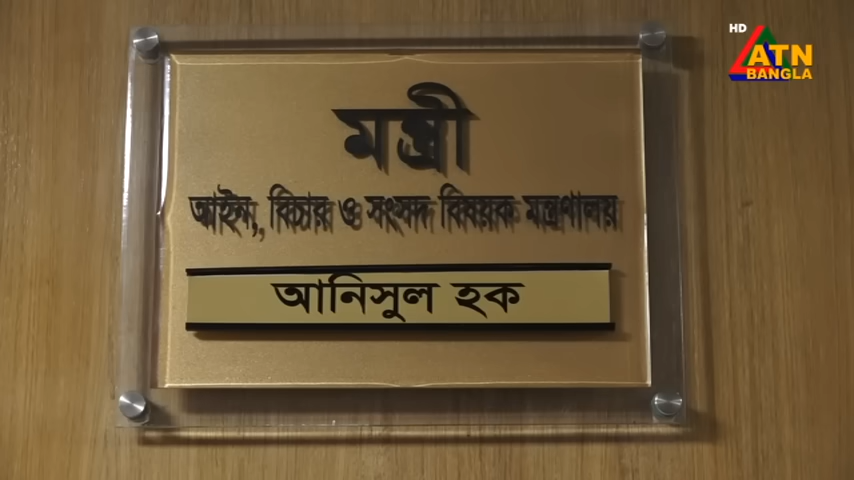 HD
ATN
BANGLA
মন্ত্রী
আইন, বিচার ও সংসদ বিষয়ক মন্ত্রণালয়
আনিসুল হক